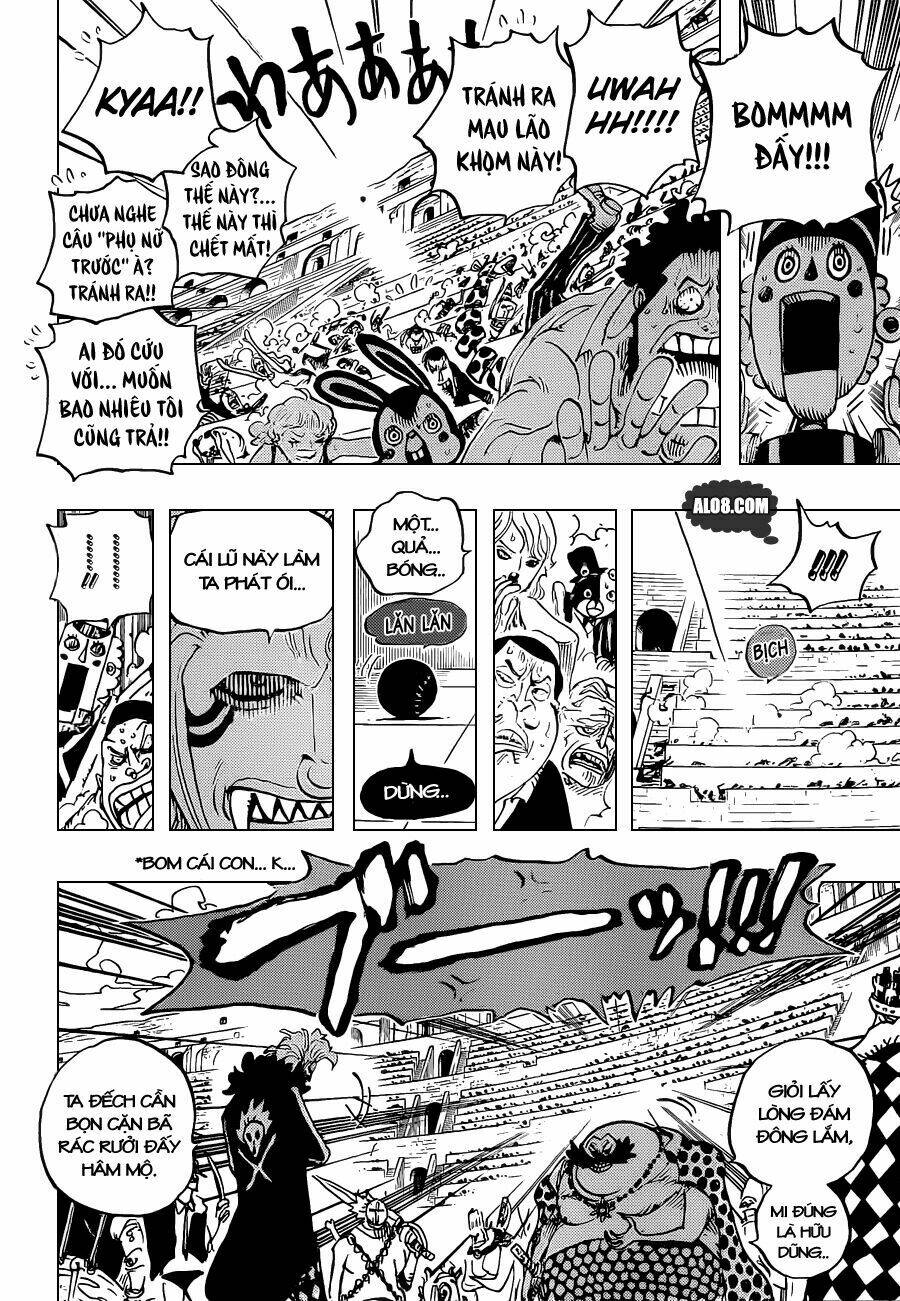 BOMMMM
ĐẤY!!!
UWAH
HH!!!!
TRÁNH RA
MAU LÃO
KHỌM NÀY!
わあああ
KYAA!!
SAO ĐÔNG
THẾ NÀY?...
THẾ NÀY THÌ
CHẾT MẤT!
CHƯA NGHE
CÂU "PHỤ NỮ
TRƯỚC" À?
TRÁNH RA!!
AI ĐÓ CỨU
VỚI... MUỐN
BAO NHIÊU TÔI
CŨNG TRẢ!!
ALO8.COM
!!!
BỊCH
MỘT...
QUẢ...
BÓNG..
LĂN LĂN
DỪNG..
CÁI LŨ NÀY LÀM
TA PHÁT ÓI...
*BOM CÁI CON... K...
ブーッ!!!
GIỎI LẤY
LÒNG ĐÁM
ĐÔNG LẮM,
MI ĐÚNG
LÀ HỮU
DŨNG..
TA ĐẾCH CẦN
BỌN CẶN BÃ
RÁC RƯỞI ĐẤY
HÂM MỘ.